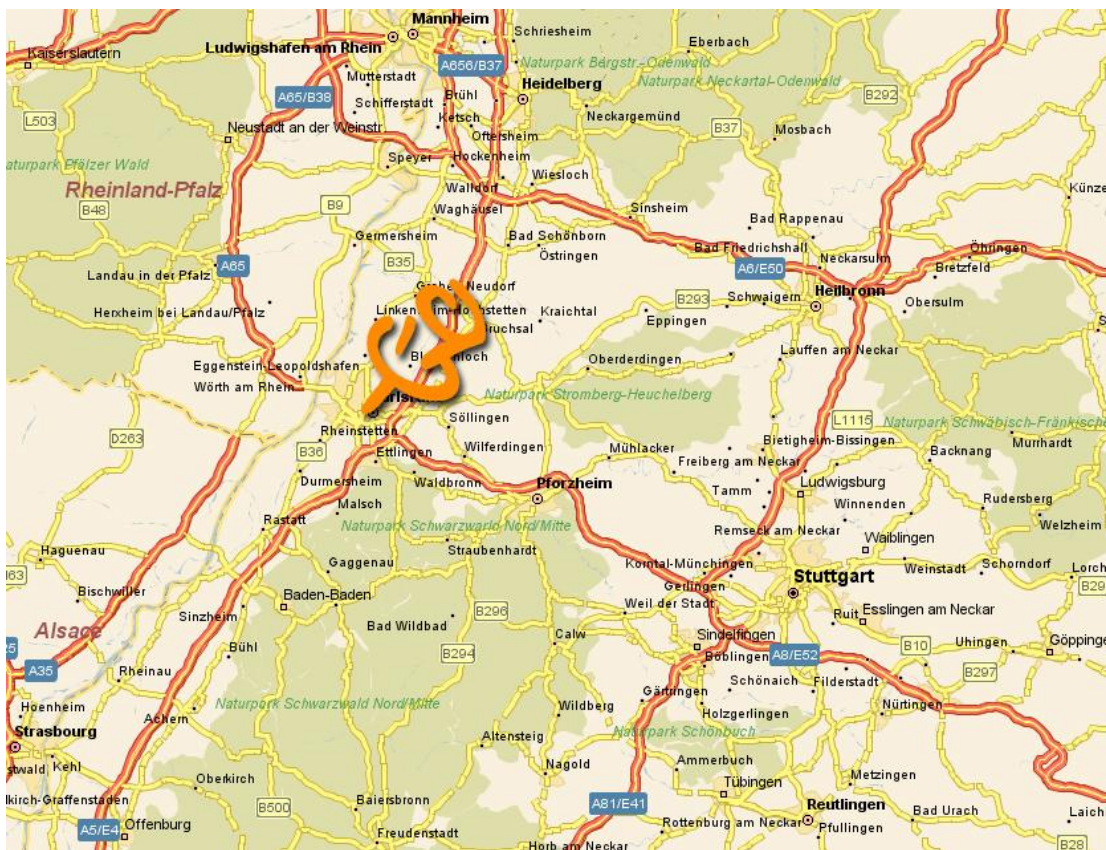 Mannheim
Schriesheim
Eberbach
Kaiserslautern
Ludwigshafen am Rhein
A656/B37
Naturpark Bergstr.-Odenwald
Mutterstadt
Heidelberg
Naturpark Neckartal-Odenwald
A65/B38
Schifferstadt
Brühl
B292
L503
Ketsch
Neckargemünd
B37
Mosbach
Neustadt an der Weinstr
Oftersheim
Speyer
Hockenheim
aturpark Pfälzer Wald
Walldorf
Wiesloch
Rheinland-Pfalz
Künze
B48
B9
Waghäusel
Sinsheim
Bad Rappenau
Germersheim
Bad Schönborn
Bad Friedrichshall
Östringen
Öhringen
A65
B35
A6/E50
Neckarsulm
Bretzfeld
Landau in der Pfalz
Neudorf
B293
Schwaigern
Heilbronn
Obersulm
Herxheim bei Landau/Pfalz
Kraichtal
Eppingen
Lauffen am Neckar
Eggenstein-Leopoldshafen
Oberderdingen
Wörth am Rhein
Naturpark Stromberg-Heuchelberg
Söllingen
L1115
Naturpark Schwäbisch-Fränkische
D263
Rheinstetten
Bietigheim-Bissingen
Murrhardt
B36
Ettlingen
Wilferdingen
Mühlacker
Freiberg am Neckar
Backnang
Durmersheim
Waldbronn
Pforzheim
Tamm
Ludwigsburg
Malsch
Winnenden
Rudersberg
Rastatt
Naturpark Schwarzwald Nord/Mitte
Remseck am Neckar
Welzheim
Haguenau
Straubenhardt
Waiblingen
Gaggenau
Korntal-Münchingen
Weinstadt
Schorndorf
Lorch
Bischwiller
Baden-Baden
Gerlingen
Stuttgart
B29
Sinzheim
B296
Weil der Stadt
Ruit
Esslingen am Neckar
Alsace
Bad Wildbad
Calw
Sindelfingen
B10
Uhingen
Göppinge
Bühl
B294
Böblingen
A8/E52
B297
A35
Rheinau
Schönaich
Filderstadt
Gärtringen
Hoenheim
Naturpark Schwarzwald Nord/Mitte
Wildberg
Holzgerlingen
Nürtingen
Achern
Strasbourg
Naturpark Schönbuch
Altensteig
stwald
Kehl
Nagold
Ammerbuch
Oberkirch
Tübingen
Metzingen
lkirch-Graffenstaden
B500
Baiersbronn
A81/E41
Reutlingen
Bad Urach
Laich
A5/E4
Offenburg
Freudenstadt
Rottenburg am Neckar
Pfullingen
Horb am Neckar
B28